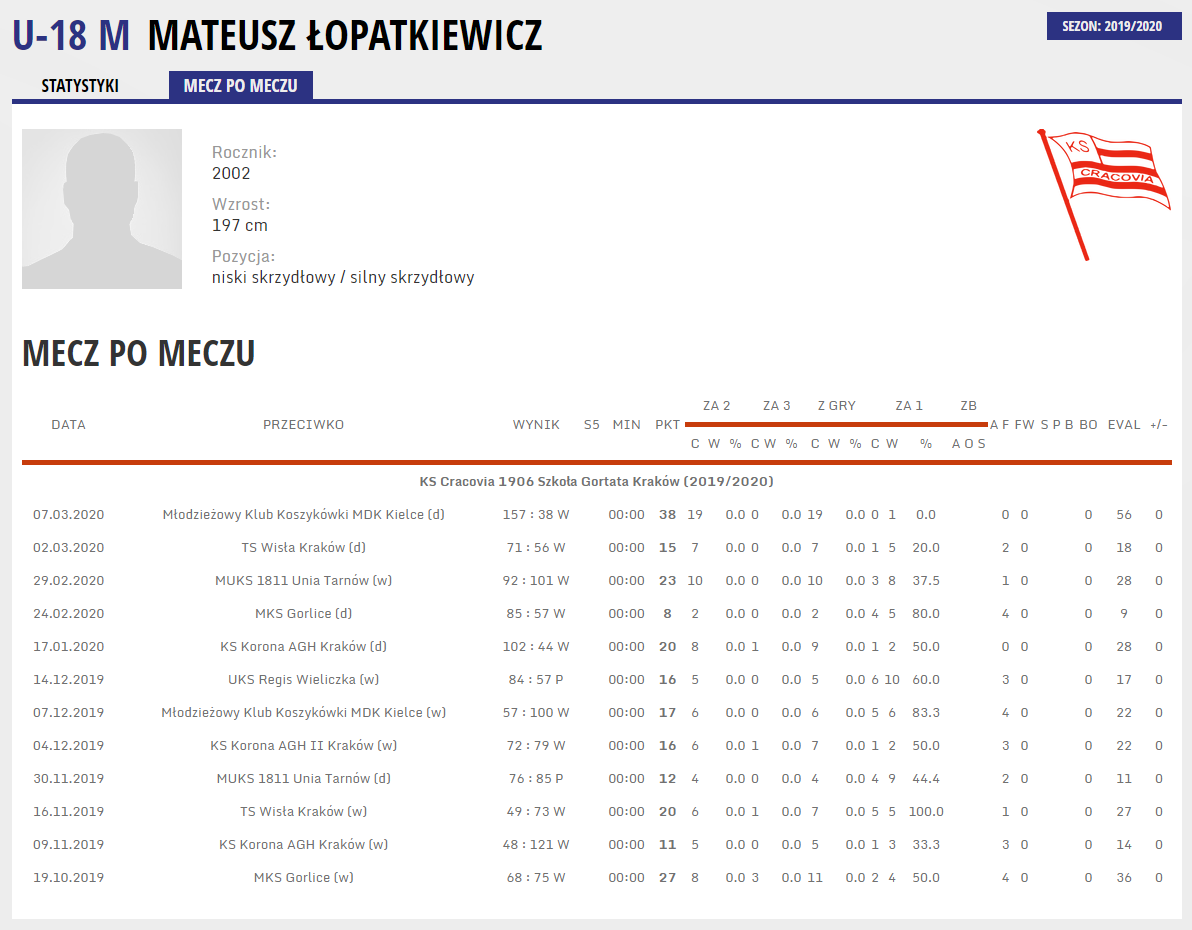 U-18 M MATEUSZ ŁOPATKIEWICZ
SEZON: 2019/2020
STATYSTYKI MECZ PO MECZU
Rocznik:
2002
Wzrost:
197 cm
Pozycja:
niski skrzydłowy / silny skrzydłowy
KS
CRACOVIA
MECZ PO MECZU
ZA 2 ZA 3 Z GRY ZA 1 ZB
DATA PRZECIWKO WYNIK S5 MIN PKT A F FW S P B BO EVAL +/-
C W % C W % C W % C W % A O S
KS Cracovia 1906 Szkoła Gortata Kraków (2019/2020)
07.03.2020 Młodzieżowy Klub Koszykówki MDK Kielce (d) 157 : 38 W 00:00 38 19 0.0 0 0.0 19 0.0 0 1 0.0 0 0 0 56 0
02.03.2020 TS Wisła Kraków (d) 71 : 56 W 00:00 15 7 0.0 0 0.0 7 0.0 1 5 20.0 2 0 0 18 0
29.02.2020 MUKS 1811 Unia Tarnów (w) 92 : 101 W 00:00 23 10 0.0 0 0.0 10 0.0 3 8 37.5 1 0 0 28 0
24.02.2020 MKS Gorlice (d) 85 : 57 W 00:00 8 2 0.0 0 0.0 2 0.0 4 5 80.0 4 0 0 9 0
17.01.2020 KS Korona AGH Kraków (d) 102 : 44 W 00:00 20 8 0.0 1 0.0 9 0.0 1 2 50.0 0 0 0 28 0
14.12.2019 UKS Regis Wieliczka (w) 84 : 57 P 00:00 16 5 0.0 0 0.0 5 0.0 6 10 60.0 3 0 0 17 0
07.12.2019 Młodzieżowy Klub Koszykówki MDK Kielce (w) 57 : 100 W 00:00 17 6 0.0 0 0.0 6 0.0 5 6 83.3 4 0 0 22 0
04.12.2019 KS Korona AGH II Kraków (w) 72 : 79 W 00:00 16 6 0.0 1 0.0 7 0.0 1 2 50.0 3 0 0 22 0
30.11.2019 MUKS 1811 Unia Tarnów (d) 76 : 85 P 00:00 12 4 0.0 0 0.0 4 0.0 4 9 44.4 2 0 0 11 0
16.11.2019 TS Wisła Kraków (w) 49 : 73 W 00:00 20 6 0.0 1 0.0 7 0.0 5 5 100.0 1 0 0 27 0
09.11.2019 KS Korona AGH Kraków (w) 48 : 121 W 00:00 11 5 0.0 0 0.0 5 0.0 1 3 33.3 3 0 0 14 0
19.10.2019 MKS Gorlice (w) 68 : 75 W 00:00 27 8 0.0 3 0.0 11 0.0 2 4 50.0 4 0 0 36 0